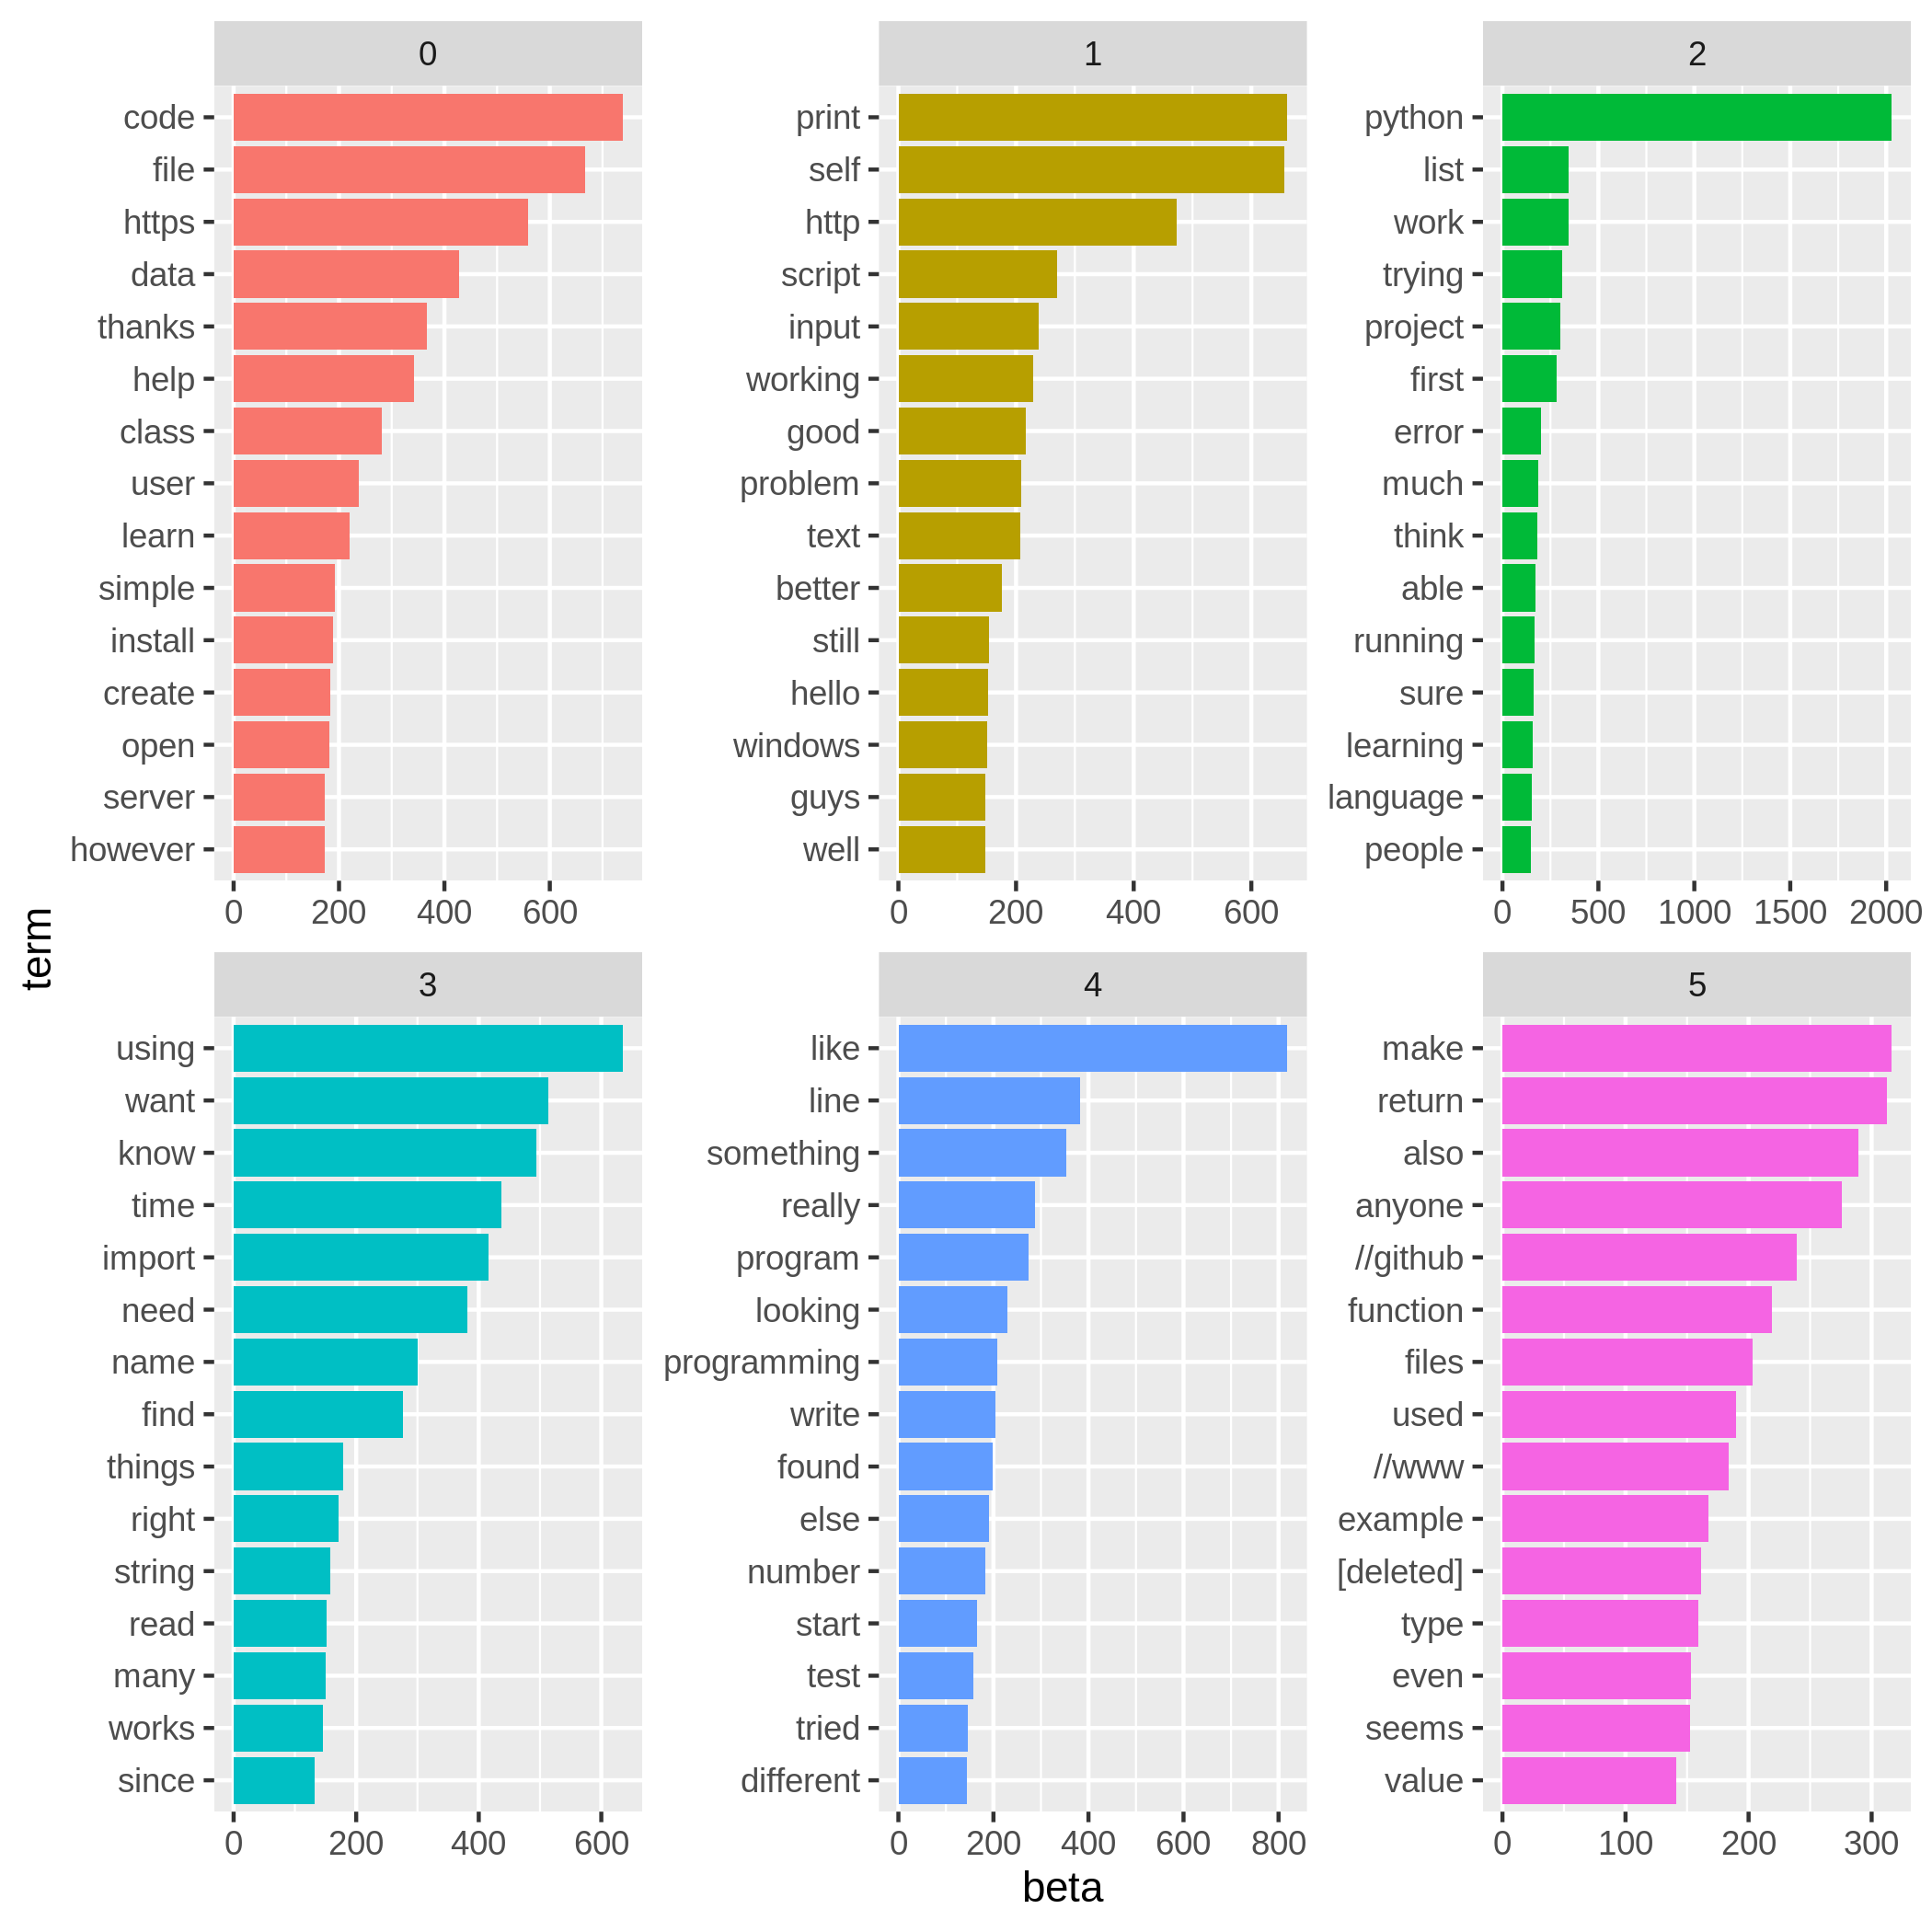 0
code
file
https
data
thanks
help
class
user
learn
simple
install
create
open
server
however
0 200 400 600
1
print
self
http
script
input
working
good
problem
text
better
still
hello
windows
guys
well
0 200 400 600
2
python
list
work
trying
project
first
error
much
think
able
running
sure
learning
language
people
0 500 1000 1500 2000
term
3
using
want
know
time
import
need
name
find
things
right
string
read
many
works
since
0 200 400 600
4
like
line
something
really
program
looking
programming
write
found
else
number
start
test
tried
different
0 200 400 600 800
5
make
return
also
anyone
//github
function
files
used
//www
example
[deleted]
type
even
seems
value
0 100 200 300
beta